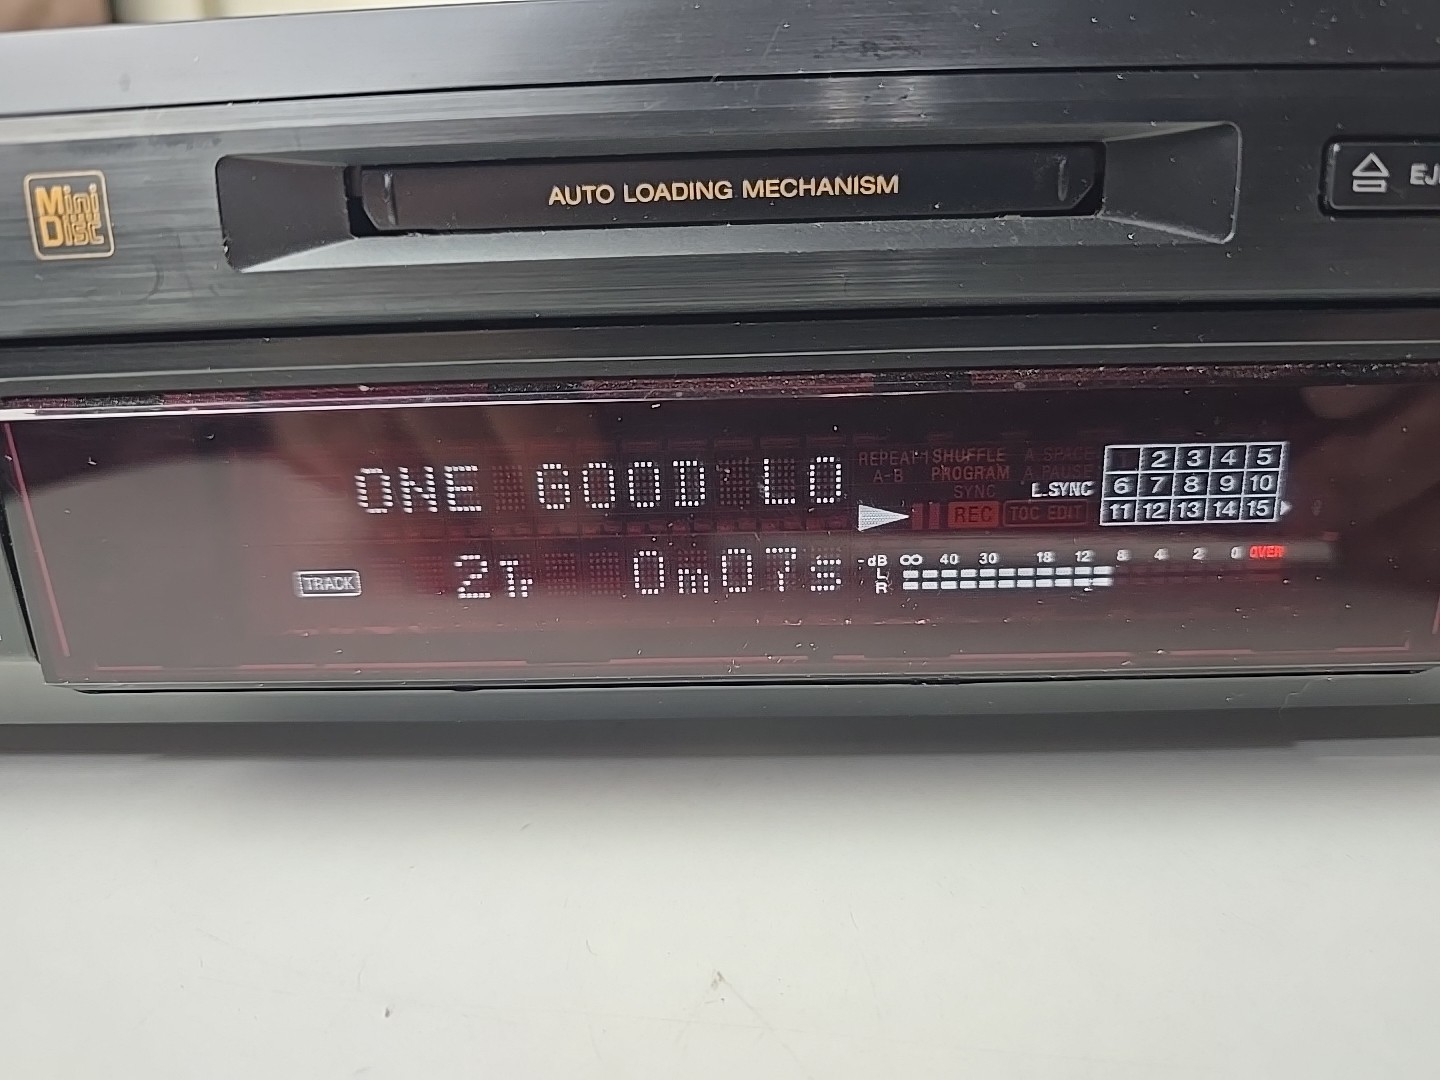 Mini
Disc
AUTO LOADING MECHANISM
EJ
ONE GOOD LO
REPEAT 1 SHUFFLE A.SPACE
A-B PROGRAM A.PAUSE
SYNC L.SYNC
REC TOC EDIT
2 3 4 5
6 7 8 9 10
11 12 13 14 15
TRACK 2Tr 0m07s
-dB ∞ 40 30 18 12 8 4 2 0 OVER
L
R